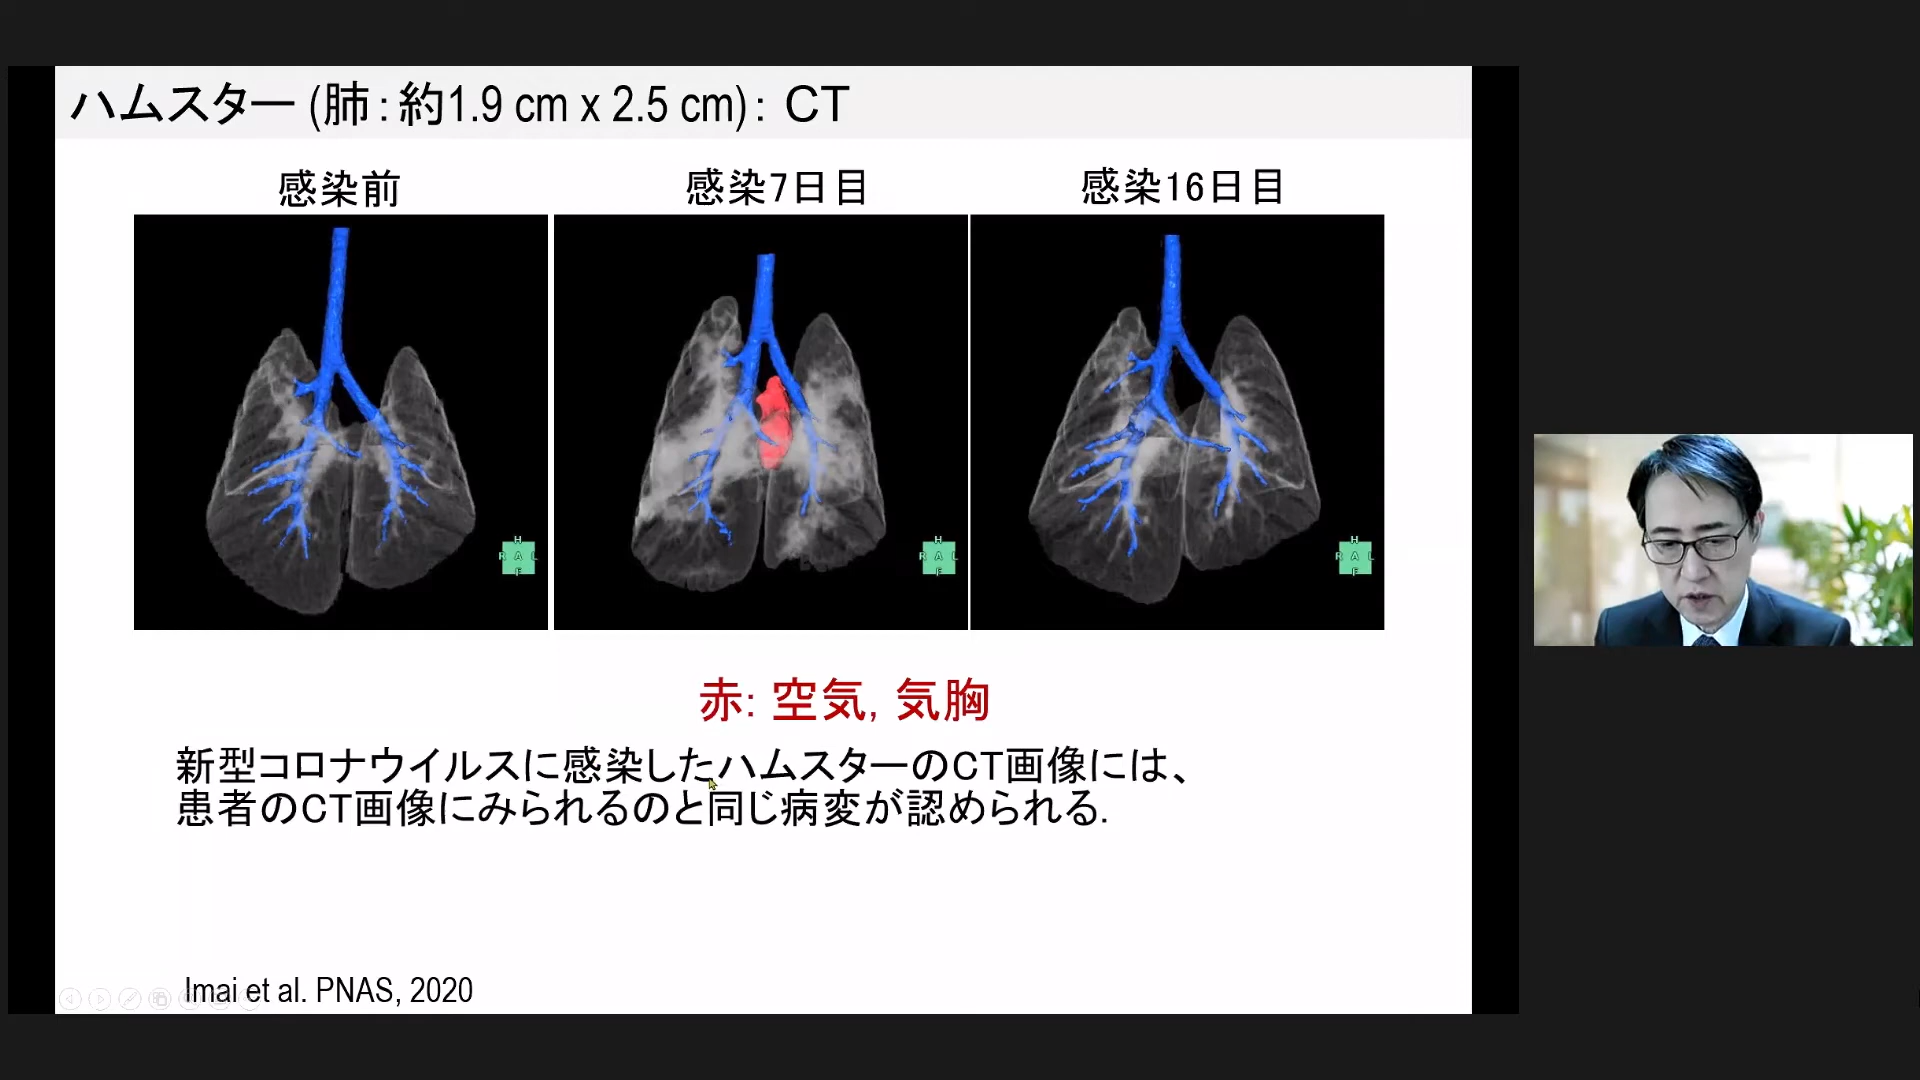 ハムスター (肺：約1.9 cm x 2.5 cm)： CT
感染前
感染7日目
感染16日目
H
R A L
F
H
R A L
F
H
R A L
F
赤: 空気, 気胸
新型コロナウイルスに感染したハムスターのCT画像には、
患者のCT画像にみられるのと同じ病変が認められる.
Imai et al. PNAS, 2020